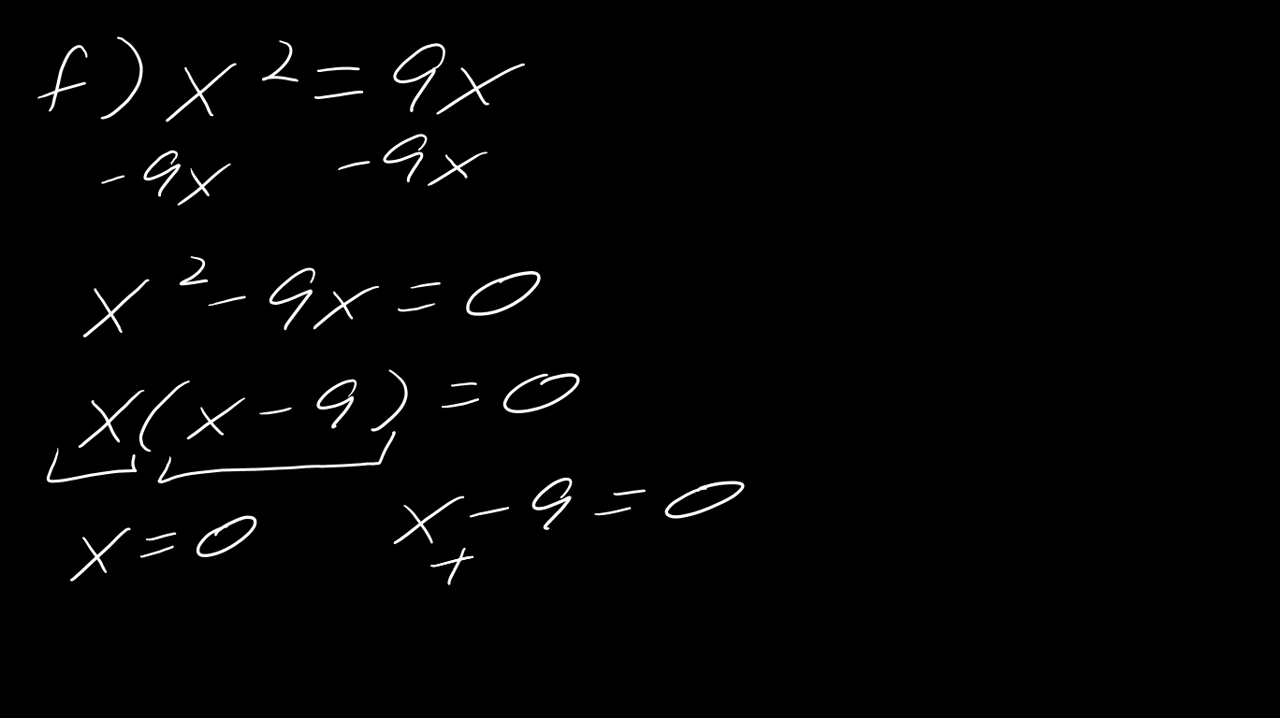 f) x² = 9x
-9x -9x
x² - 9x = 0
x(x - 9) = 0
x = 0 x - 9 = 0
+